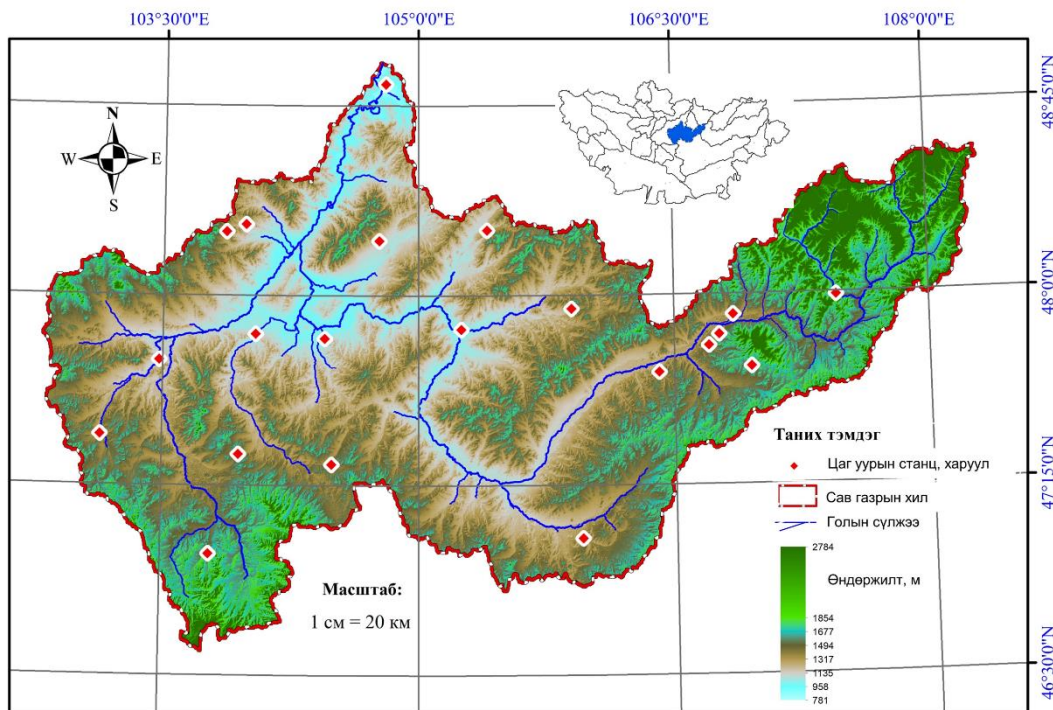 103°30'0"E 105°0'0"E 106°30'0"E 108°0'0"E
48°45'0"N
48°0'0"N
47°15'0"N
46°30'0"N
N
W E
S
Таних тэмдэг
Цаг уурын станц, харуул
Сав газрын хил
Голын сүлжээ
2784
Өндөржилт, м
1854
1677
1494
1317
1135
958
781
Масштаб:
1 см = 20 км